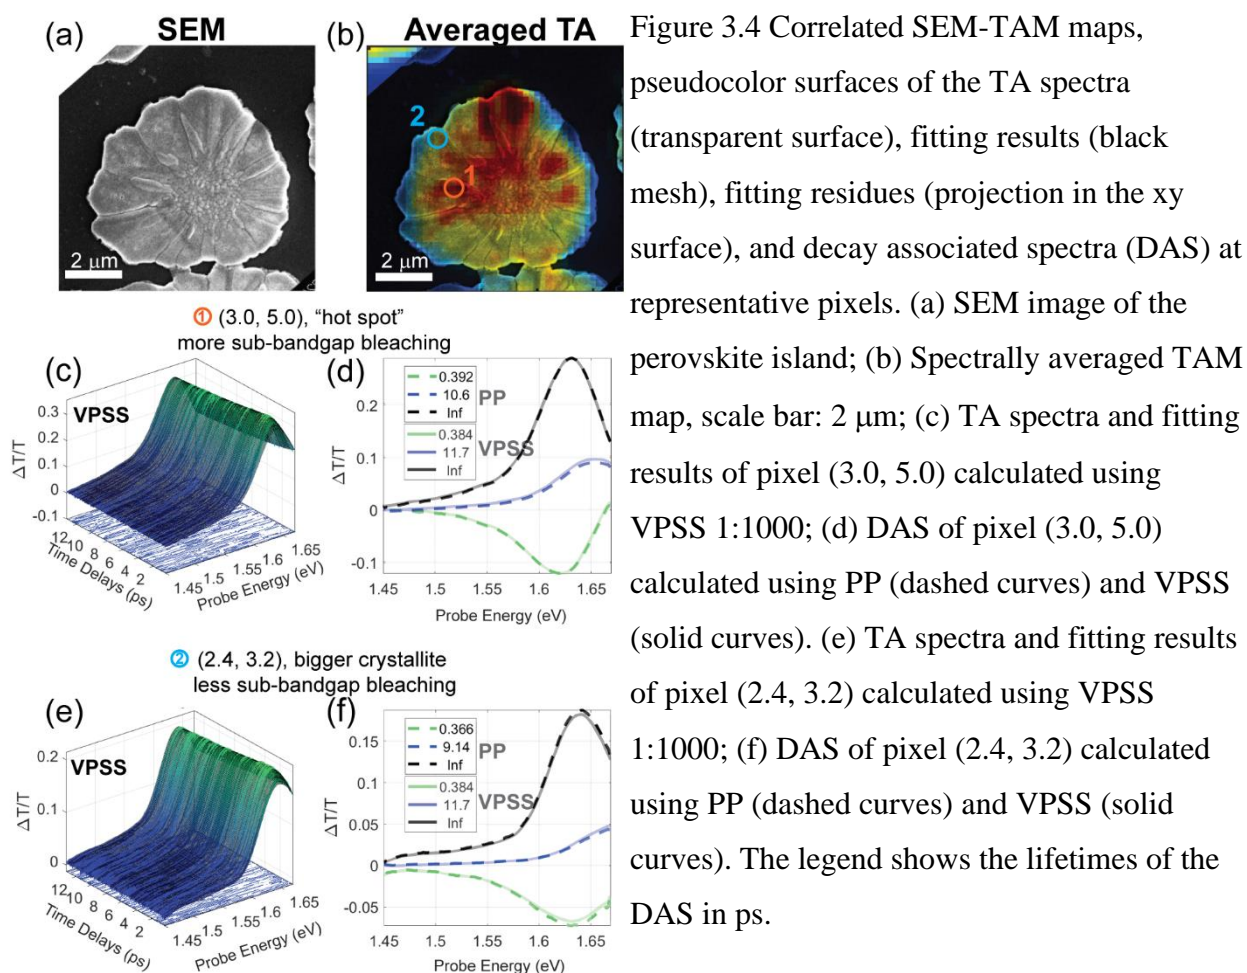 (a) SEM
(b) Averaged TA
2
1
2 μm
2 μm
① (3.0, 5.0), “hot spot”
more sub-bandgap bleaching
(c)
VPSS
0.3
0.2
0.1
0
-0.1
ΔT/T
12 10 8 6 4 2
Time Delays (ps)
1.45 1.5 1.55 1.6 1.65
Probe Energy (eV)
(d)
0.392
10.6
Inf
PP
0.384
11.7
Inf
VPSS
0.2
0.1
0
-0.1
ΔT/T
1.45 1.5 1.55 1.6 1.65
Probe Energy (eV)
② (2.4, 3.2), bigger crystallite
less sub-bandgap bleaching
(e)
VPSS
0.2
0.1
0
ΔT/T
12 10 8 6 4 2
Time Delays (ps)
1.45 1.5 1.55 1.6 1.65
Probe Energy (eV)
(f)
0.366
9.14
Inf
PP
0.384
11.7
Inf
VPSS
0.15
0.1
0.05
0
-0.05
ΔT/T
1.45 1.5 1.55 1.6 1.65
Probe Energy (eV)
Figure 3.4 Correlated SEM-TAM maps,
pseudocolor surfaces of the TA spectra
(transparent surface), fitting results (black
mesh), fitting residues (projection in the xy
surface), and decay associated spectra (DAS) at
representative pixels. (a) SEM image of the
perovskite island; (b) Spectrally averaged TAM
map, scale bar: 2 μm; (c) TA spectra and fitting
results of pixel (3.0, 5.0) calculated using
VPSS 1:1000; (d) DAS of pixel (3.0, 5.0)
calculated using PP (dashed curves) and VPSS
(solid curves). (e) TA spectra and fitting results
of pixel (2.4, 3.2) calculated using VPSS
1:1000; (f) DAS of pixel (2.4, 3.2) calculated
using PP (dashed curves) and VPSS (solid
curves). The legend shows the lifetimes of the
DAS in ps.